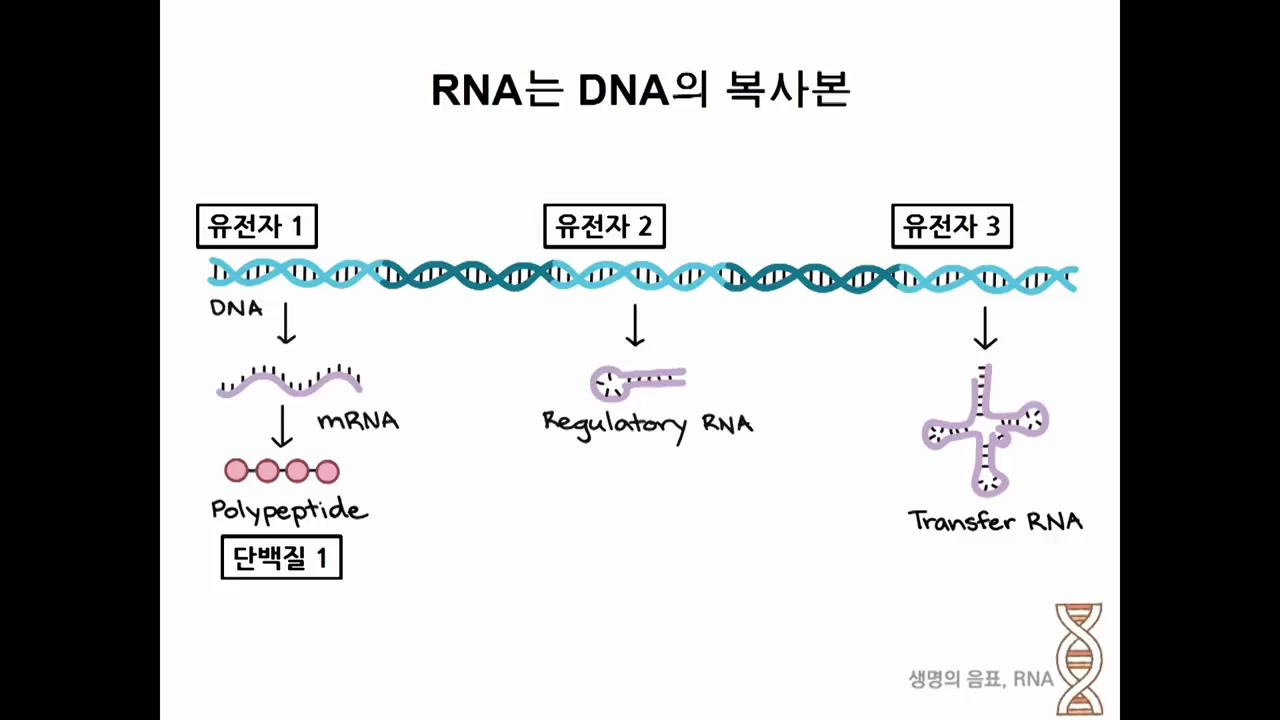 RNA는 DNA의 복사본
유전자 1
유전자 2
유전자 3
DNA
mRNA
Regulatory RNA
Polypeptide
Transfer RNA
단백질 1
생명의 음표, RNA